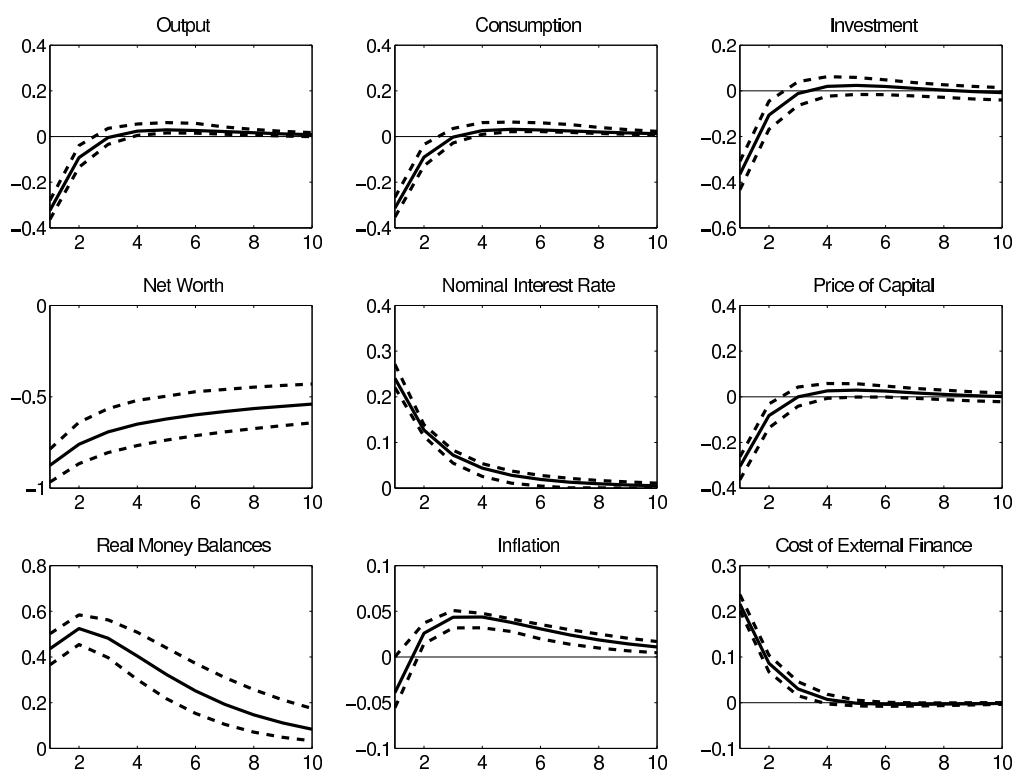 Output
0.4
0.2
0
−0.2
−0.4
2 4 6 8 10
Consumption
0.4
0.2
0
−0.2
−0.4
2 4 6 8 10
Investment
0.2
0
−0.2
−0.4
−0.6
2 4 6 8 10
Net Worth
0
−0.5
−1
2 4 6 8 10
Nominal Interest Rate
0.4
0.3
0.2
0.1
0
2 4 6 8 10
Price of Capital
0.4
0.2
0
−0.2
−0.4
2 4 6 8 10
Real Money Balances
0.8
0.6
0.4
0.2
0
2 4 6 8 10
Inflation
0.1
0.05
0
−0.05
−0.1
2 4 6 8 10
Cost of External Finance
0.3
0.2
0.1
0
−0.1
2 4 6 8 10